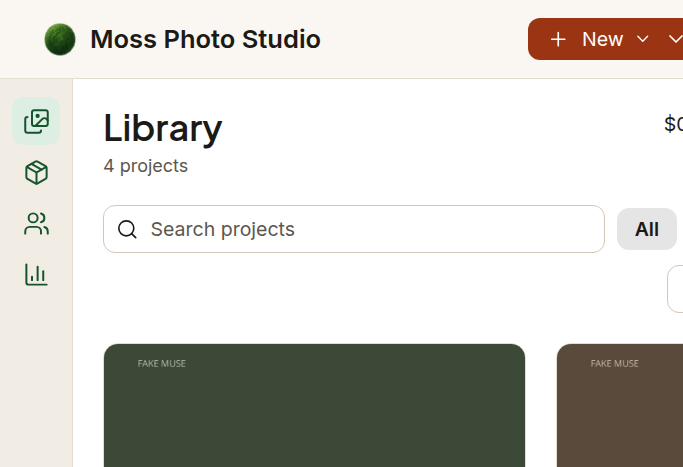 Moss Photo Studio
New
Library
4 projects
Search projects
All
FAKE MUSE
FAKE MUSE